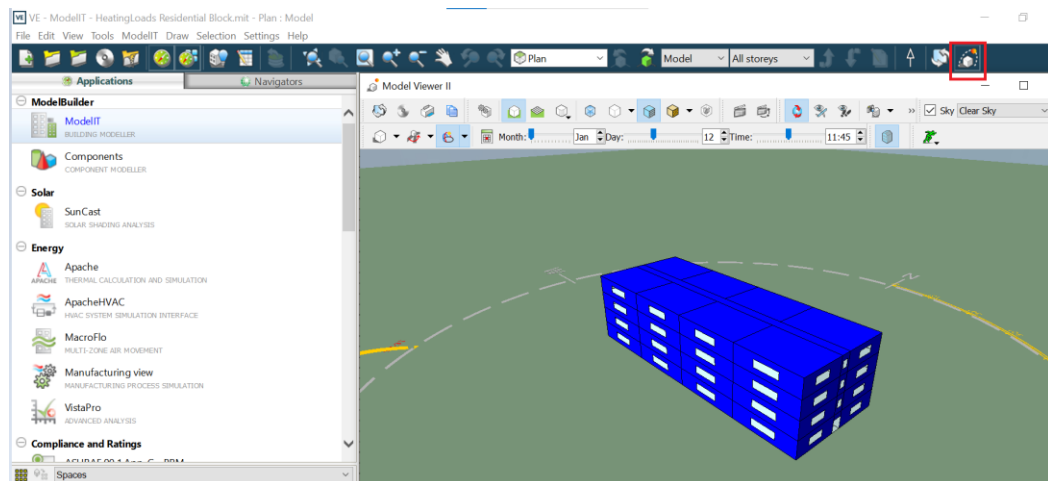 VE VE - ModelIT - HeatingLoads Residential Block.mit - Plan : Model
File Edit View Tools ModelIT Draw Selection Settings Help
Plan Model All storeys
Applications Navigators
ModelBuilder
ModelIT
BUILDING MODELLER
Components
COMPONENT MODELLER
Solar
SunCast
SOLAR SHADING ANALYSIS
Energy
Apache
APACHE THERMAL CALCULATION AND SIMULATION
ApacheHVAC
HVAC SYSTEM SIMULATION INTERFACE
MacroFlo
MULTI-ZONE AIR MOVEMENT
Manufacturing view
MANUFACTURING PROCESS SIMULATION
VistaPro
ADVANCED ANALYSIS
Compliance and Ratings
Spaces
Model Viewer II
» Sky Clear Sky
Month: Jan Day: 12 Time: 11:45